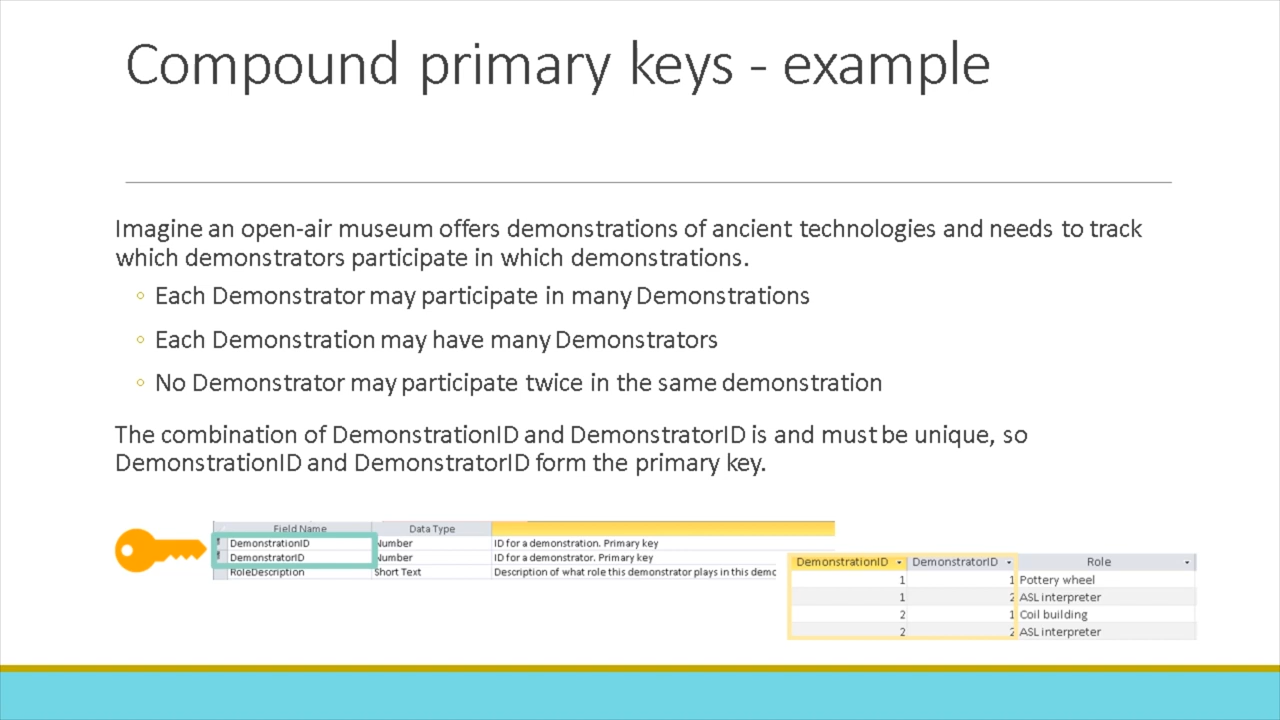 Compound primary keys - example
Imagine an open-air museum offers demonstrations of ancient technologies and needs to track
which demonstrators participate in which demonstrations.
◦ Each Demonstrator may participate in many Demonstrations
◦ Each Demonstration may have many Demonstrators
◦ No Demonstrator may participate twice in the same demonstration
The combination of DemonstrationID and DemonstratorID is and must be unique, so
DemonstrationID and DemonstratorID form the primary key.
Field Name Data Type
DemonstrationID Number ID for a demonstration. Primary key
DemonstratorID Number ID for a demonstrator. Primary key
RoleDescription Short Text Description of what role this demonstrator plays in this demo
DemonstrationID DemonstratorID Role
1 1 Pottery wheel
1 2 ASL interpreter
2 1 Coil building
2 2 ASL interpreter